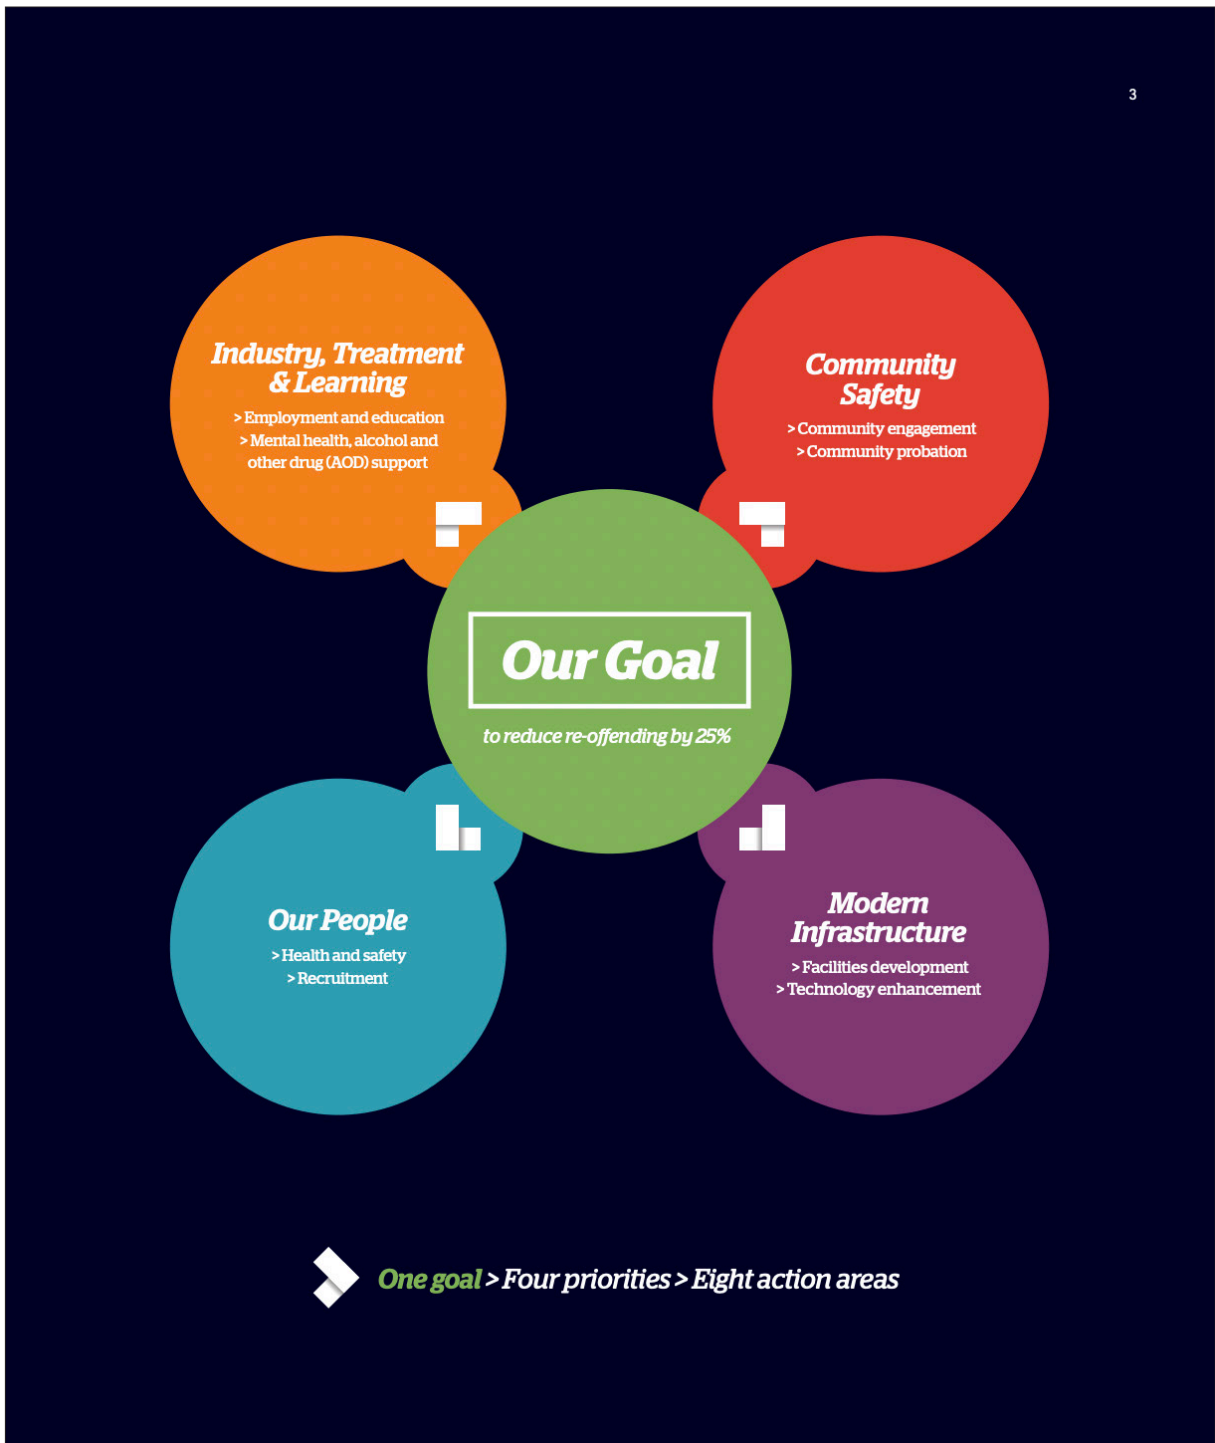 3
Industry, Treatment
& Learning
> Employment and education
> Mental health, alcohol and
other drug (AOD) support
Community
Safety
> Community engagement
> Community probation
Our Goal
to reduce re-offending by 25%
Our People
> Health and safety
> Recruitment
Modern
Infrastructure
> Facilities development
> Technology enhancement
One goal > Four priorities > Eight action areas